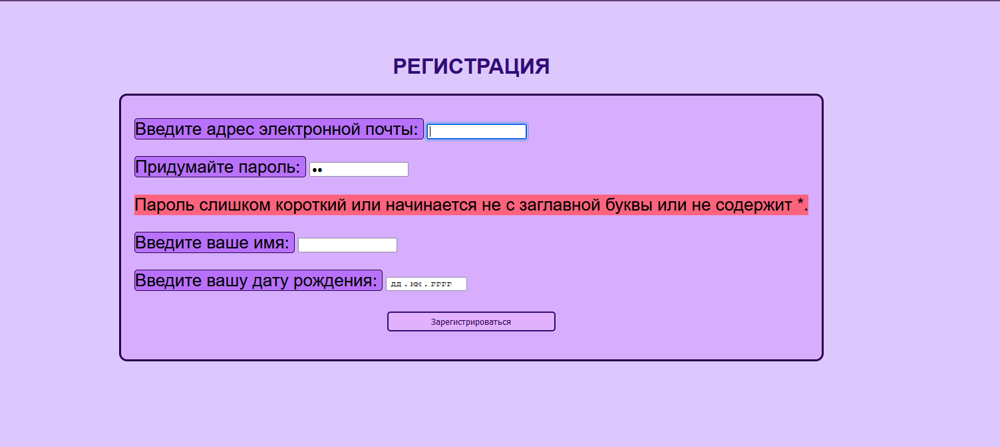 РЕГИСТРАЦИЯ
Введите адрес электронной почты:
Придумайте пароль: ••
Пароль слишком короткий или начинается не с заглавной буквы или не содержит *.
Введите ваше имя:
Введите вашу дату рождения: дд.мм.гггг
Зарегистрироваться